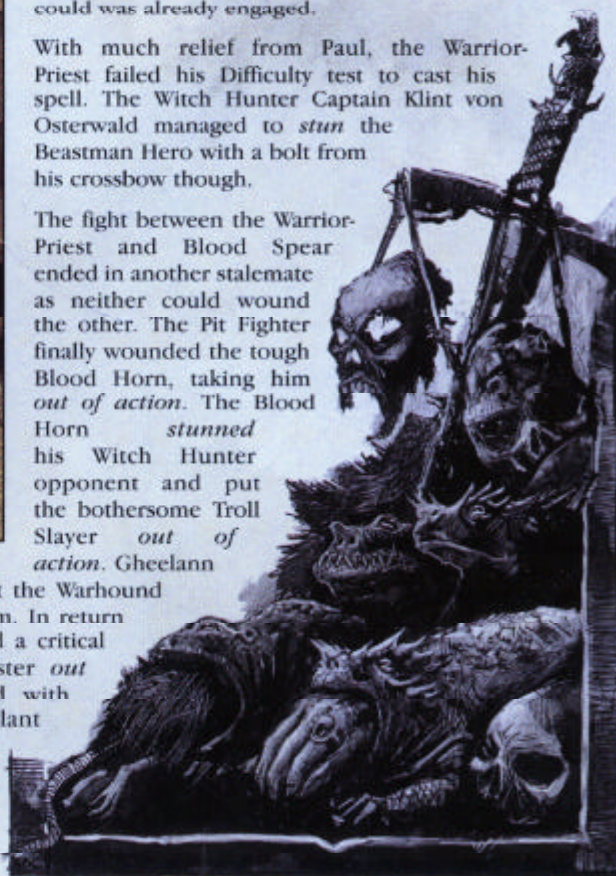 could was already engaged.
With much relief from Paul, the Warrior-
Priest failed his Difficulty test to cast his
spell. The Witch Hunter Captain Klint von
Osterwald managed to stun the
Beastman Hero with a bolt from
his crossbow though.
The fight between the Warrior-
Priest and Blood Spear
ended in another stalemate
as neither could wound
the other. The Pit Fighter
finally wounded the tough
Blood Horn, taking him
out of action. The Blood
Horn stunned
his Witch Hunter
opponent and put
the bothersome Troll
Slayer out of
action. Gheelann
the Warhound
In return
a critical
out
with